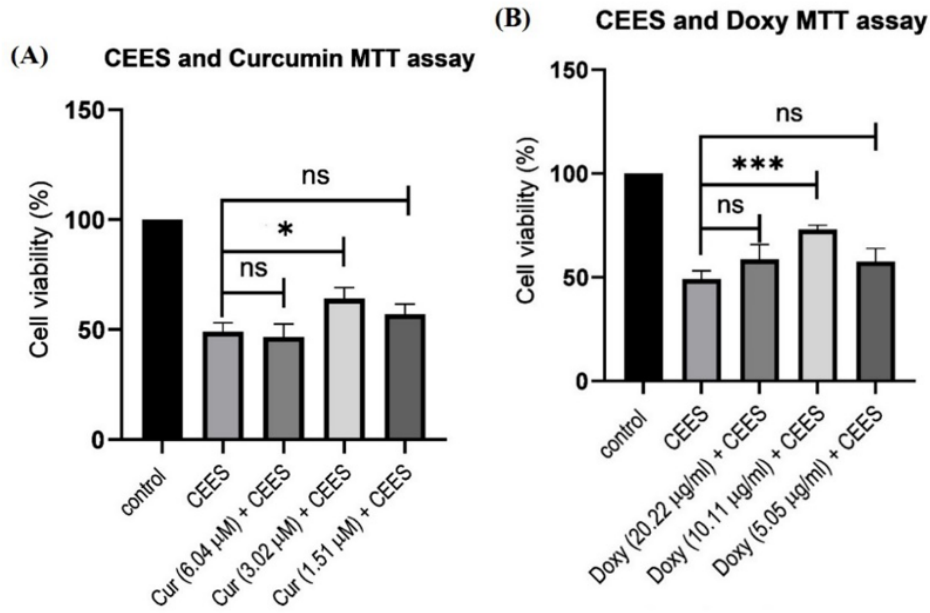 (A)
CEES and Curcumin MTT assay
Cell viability (%)
150
100
50
0
ns
*
ns
control
CEES
Cur (6.04 µM) + CEES
Cur (3.02 µM) + CEES
Cur (1.51 µM) + CEES
(B)
CEES and Doxy MTT assay
Cell viability (%)
150
100
50
0
ns
***
ns
control
CEES
Doxy (20.22 µg/ml) + CEES
Doxy (10.11 µg/ml) + CEES
Doxy (5.05 µg/ml) + CEES